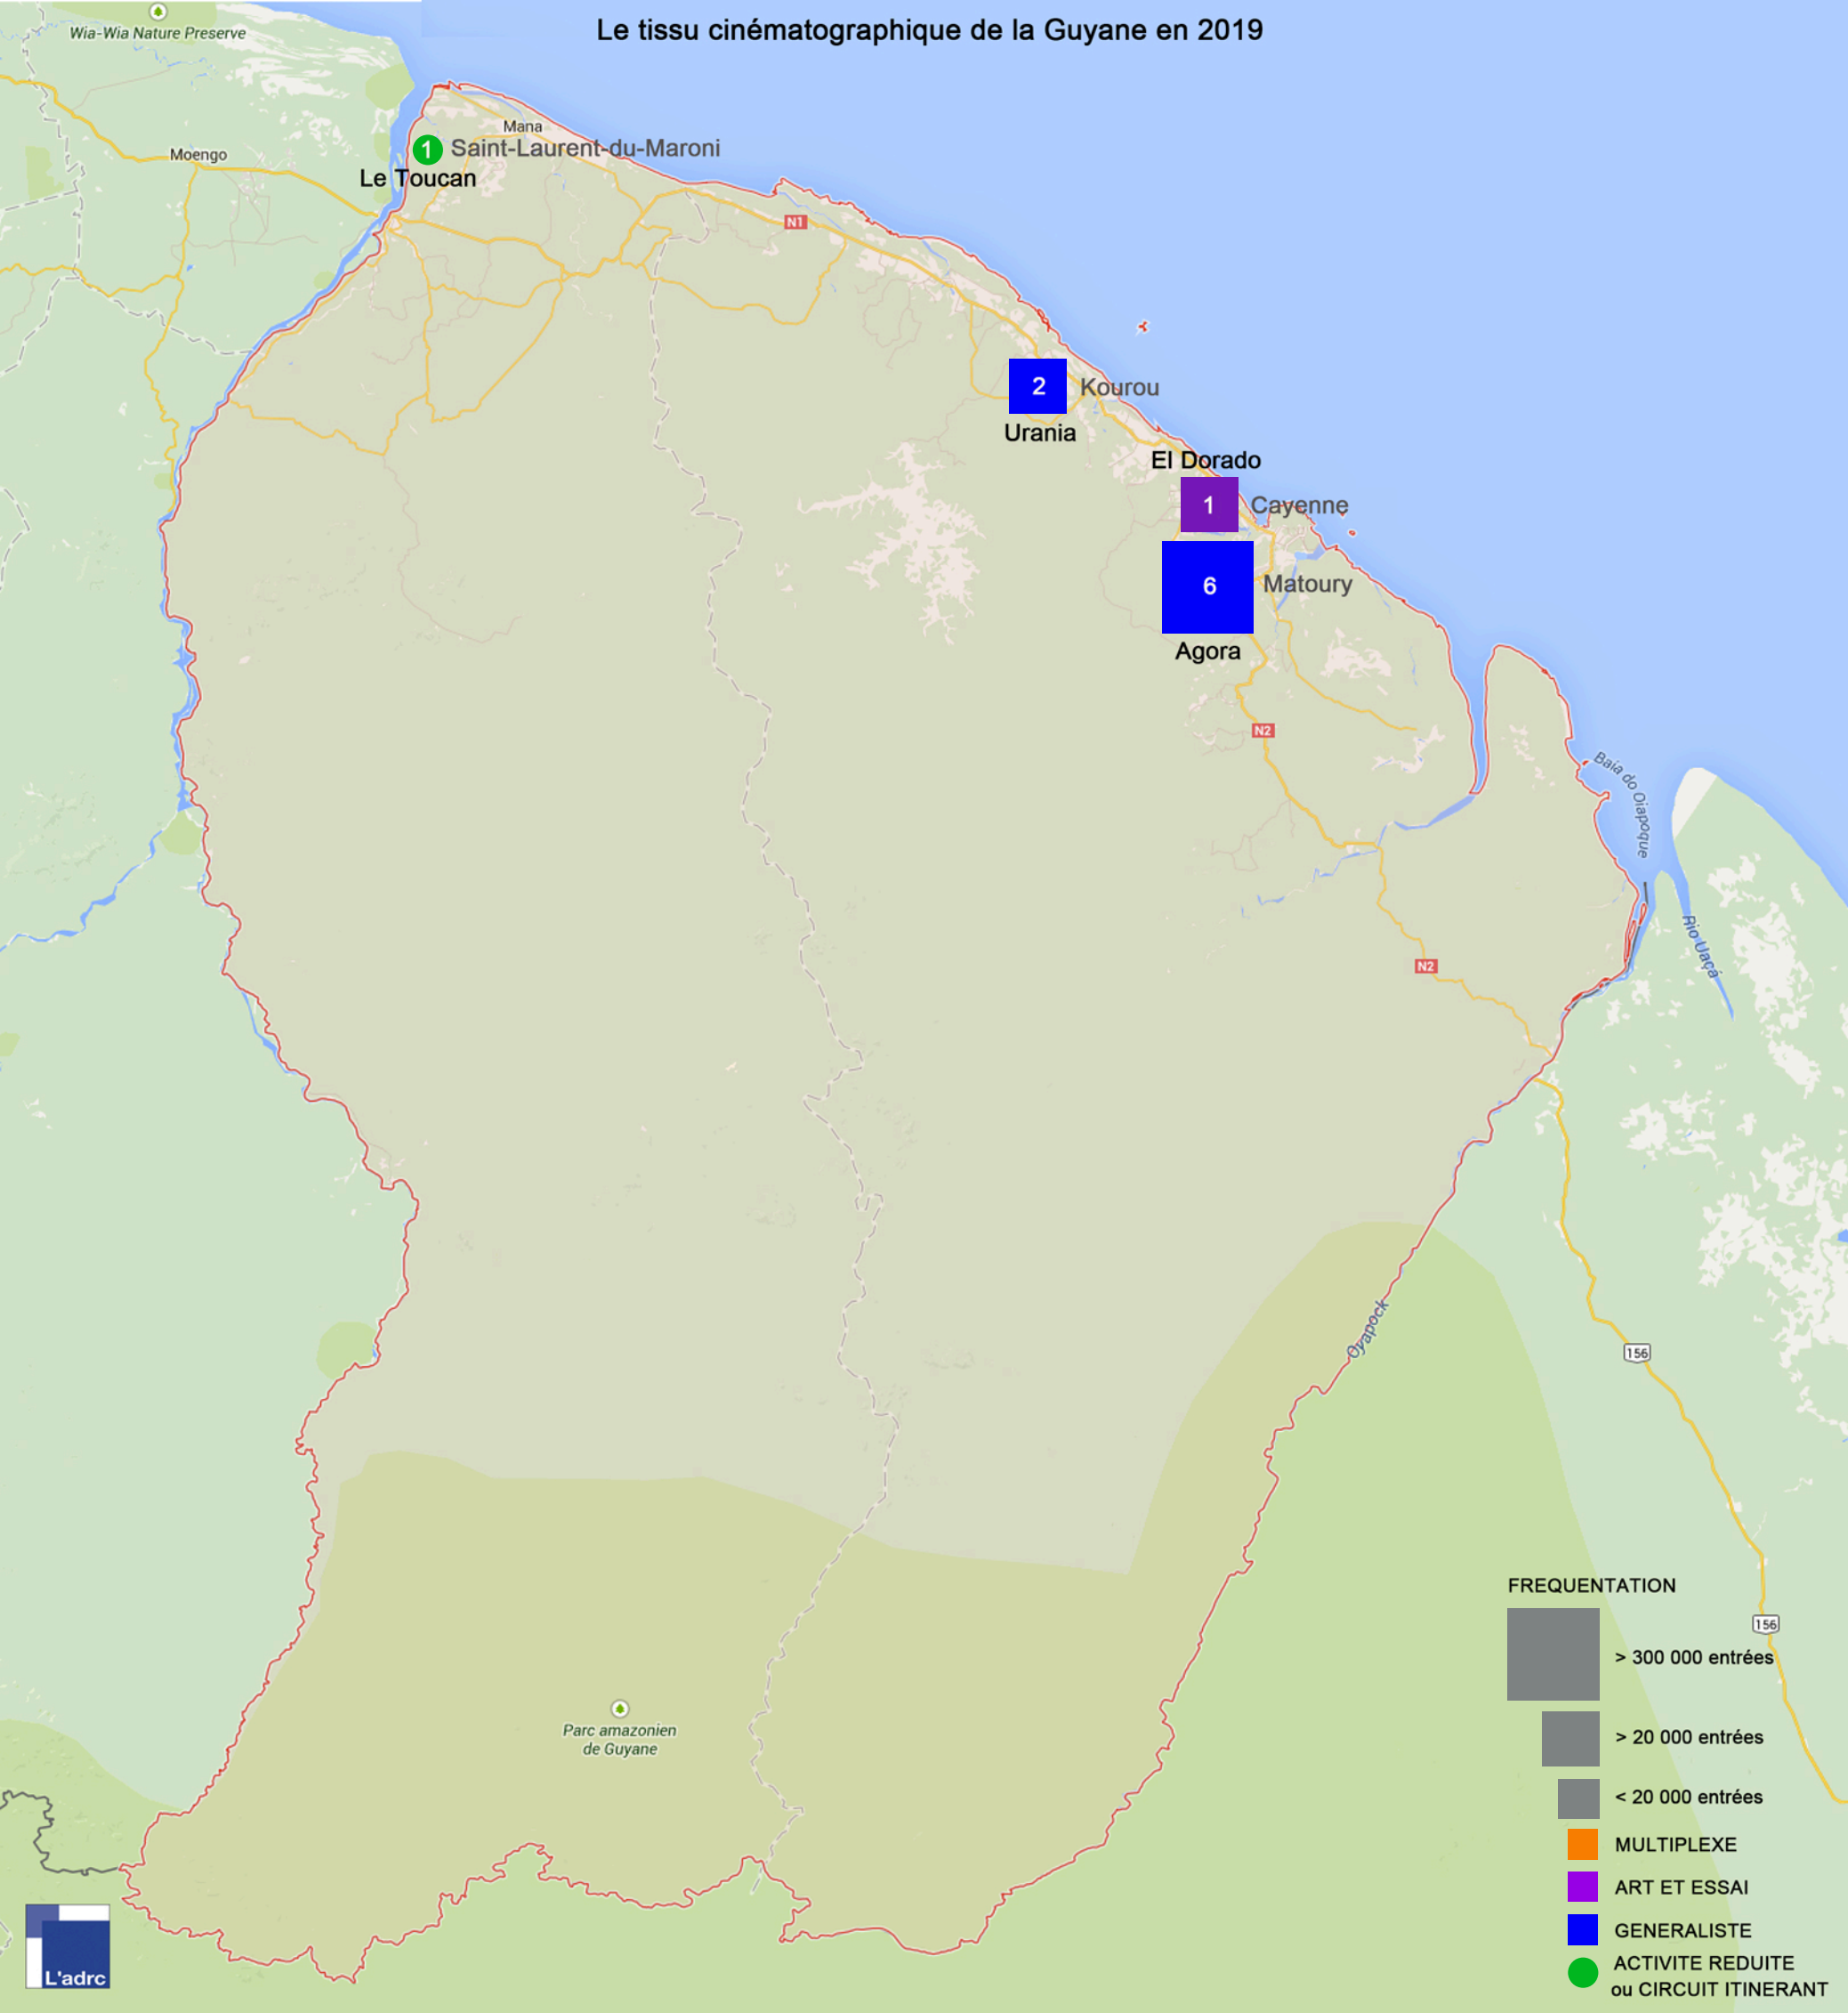 Le tissu cinématographique de la Guyane en 2019
Wia-Wia Nature Preserve
Mana
Moengo
1 Saint-Laurent-du-Maroni
Le Toucan
N1
2 Kourou
Urania
El Dorado
1 Cayenne
6 Matoury
Agora
N2
Baia do Oiapoque
Rio Uaçá
N2
Oyapock
156
FREQUENTATION
156
> 300 000 entrées
Parc amazonien
de Guyane
> 20 000 entrées
< 20 000 entrées
MULTIPLEXE
ART ET ESSAI
GENERALISTE
ACTIVITE REDUITE
ou CIRCUIT ITINERANT
L'adrc